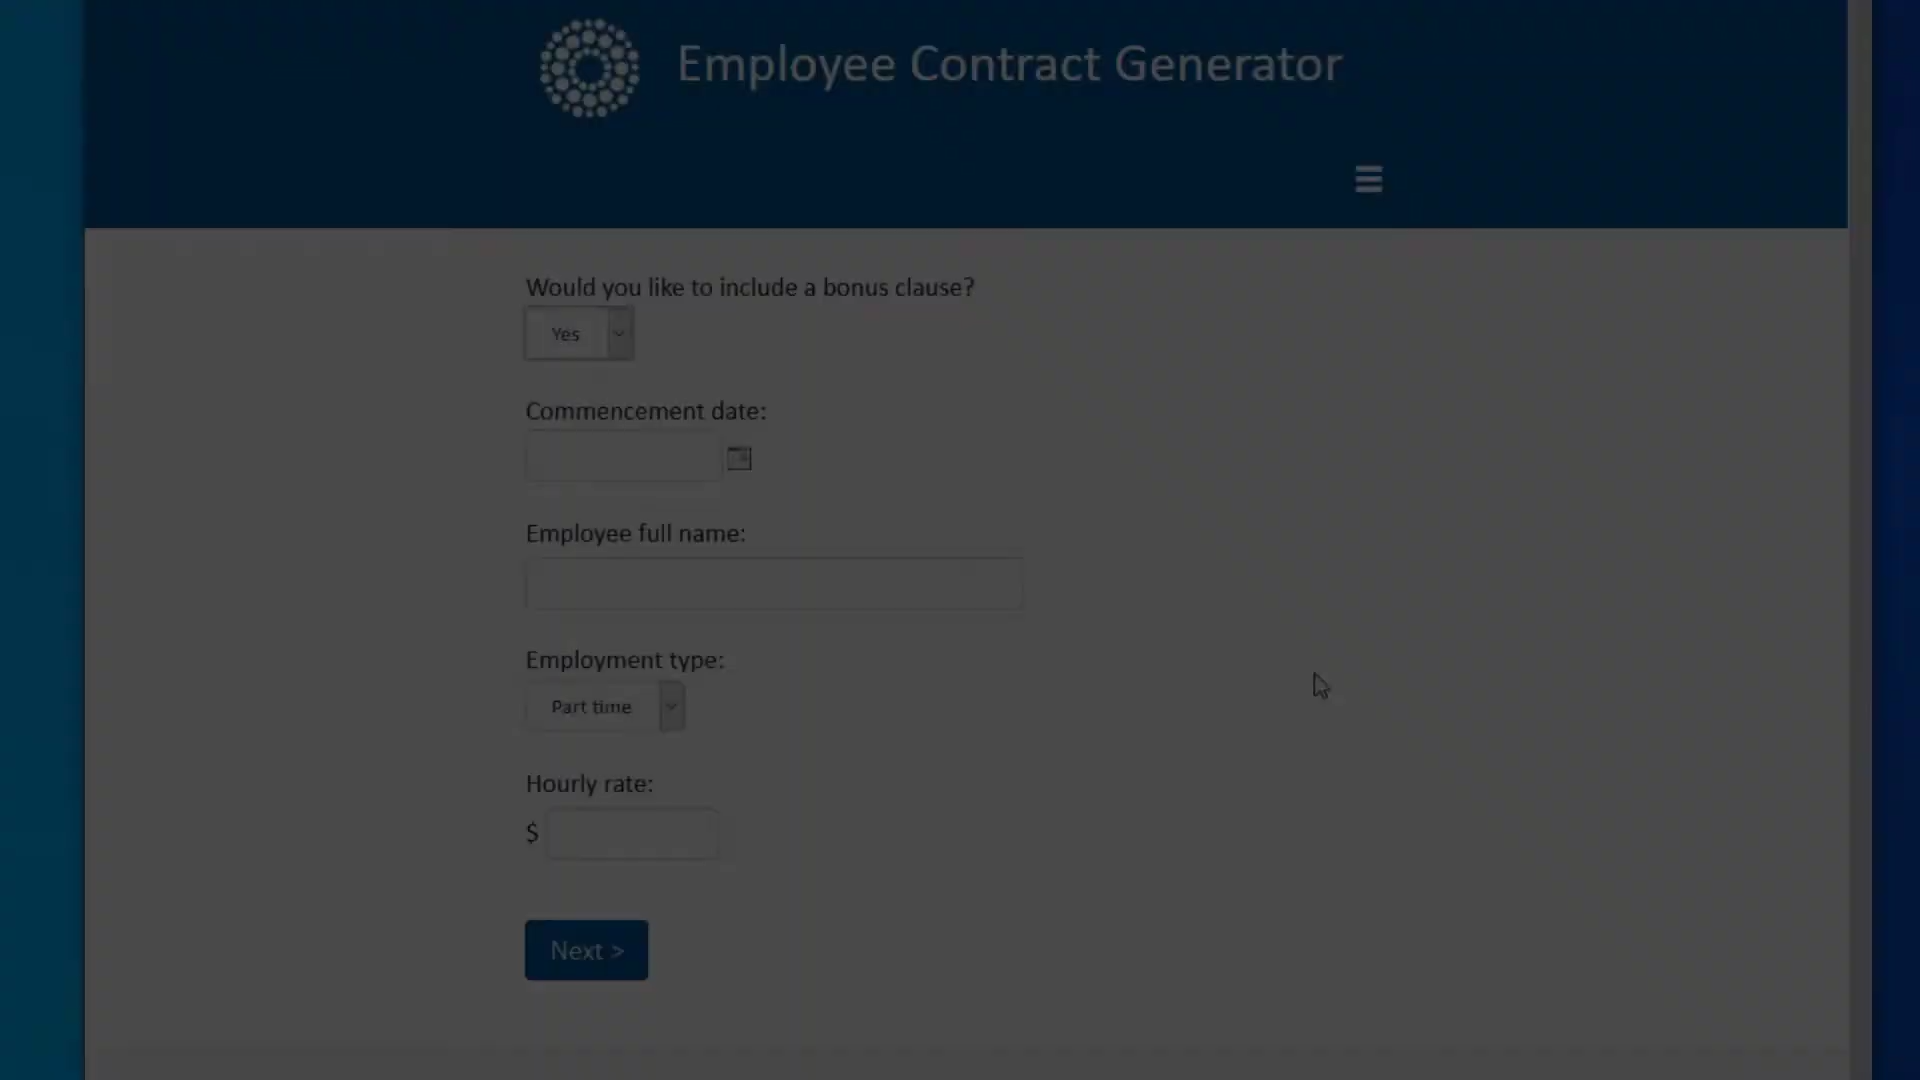 Employee Contract Generator
Would you like to include a bonus clause?
Yes
Commencement date:
Employee full name:
Employment type:
Part time
Hourly rate:
$
Next >